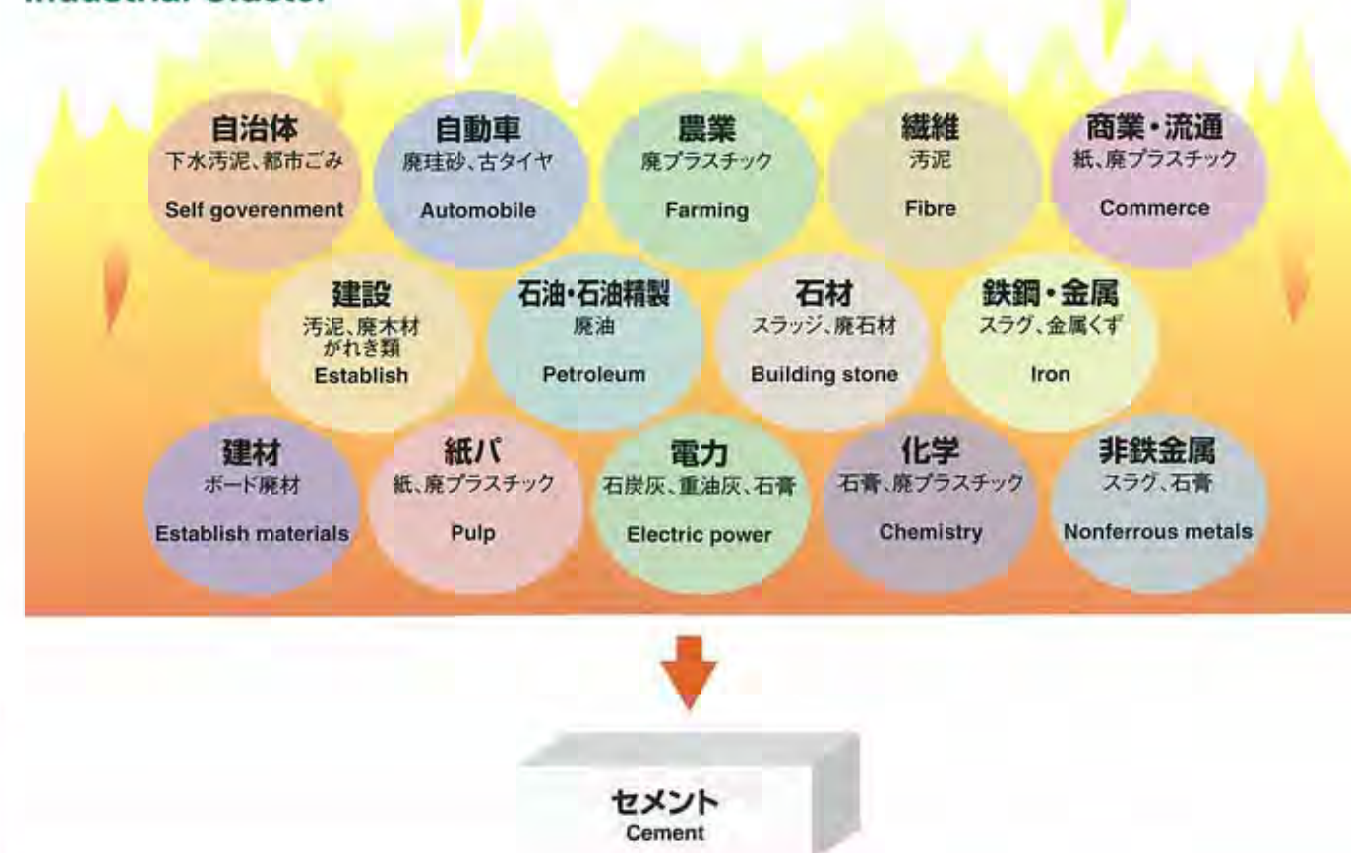 Industrial Cluster
自治体
下水汚泥、都市ごみ
Self goverenment
自動車
廃珪砂、古タイヤ
Automobile
農業
廃プラスチック
Farming
繊維
汚泥
Fibre
商業・流通
紙、廃プラスチック
Commerce
建設
汚泥、廃木材
がれき類
Establish
石油・石油精製
廃油
Petroleum
石材
スラッジ、廃石材
Building stone
鉄鋼・金属
スラグ、金属くず
Iron
建材
ボード廃材
Establish materials
紙パ
紙、廃プラスチック
Pulp
電力
石炭灰、重油灰、石膏
Electric power
化学
石膏、廃プラスチック
Chemistry
非鉄金属
スラグ、石膏
Nonferrous metals
セメント
Cement